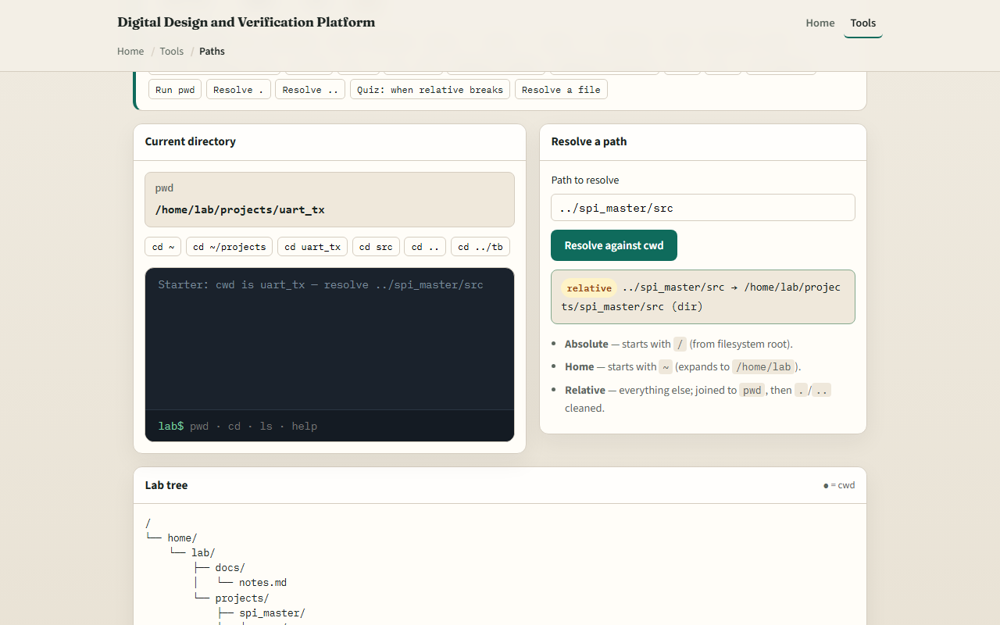 Digital Design and Verification Platform
Home
Tools
Home / Tools / Paths
Run pwd
Resolve .
Resolve ..
Quiz: when relative breaks
Resolve a file
Current directory
pwd
/home/lab/projects/uart_tx
cd ~
cd ~/projects
cd uart_tx
cd src
cd ..
cd ../tb
Starter: cwd is uart_tx — resolve ../spi_master/src
lab$ pwd · cd · ls · help
Resolve a path
Path to resolve
../spi_master/src
Resolve against cwd
relative ../spi_master/src → /home/lab/projec
ts/spi_master/src (dir)
• Absolute — starts with / (from filesystem root).
• Home — starts with ~ (expands to /home/lab).
• Relative — everything else; joined to pwd, then ./..
cleaned.
Lab tree
● = cwd
/
└── home/
    └── lab/
        ├── docs/
        │   └── notes.md
        └── projects/
            ├── spi_master/